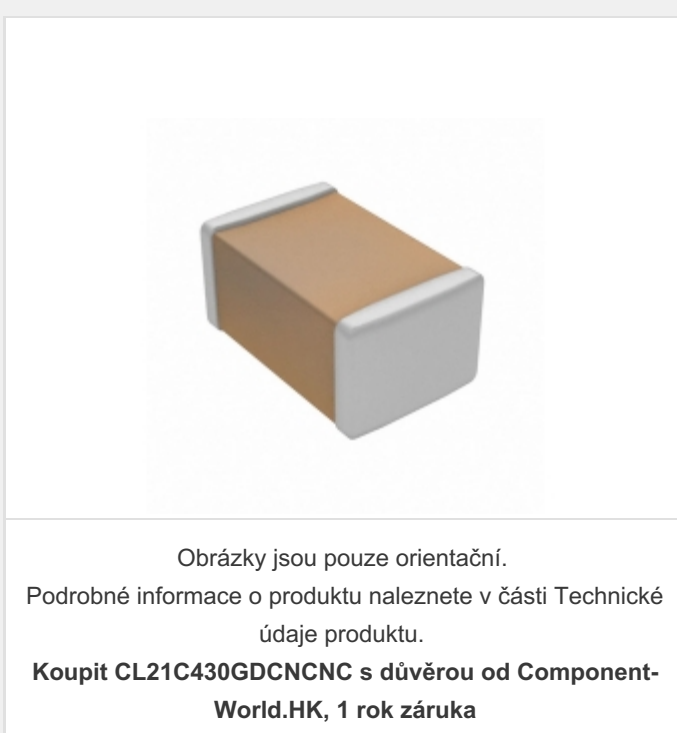 Obrázky jsou pouze orientační.
Podrobné informace o produktu naleznete v části Technické
údaje produktu.
Koupit CL21C430GDCNCNC s důvěrou od Component-
World.HK, 1 rok záruka